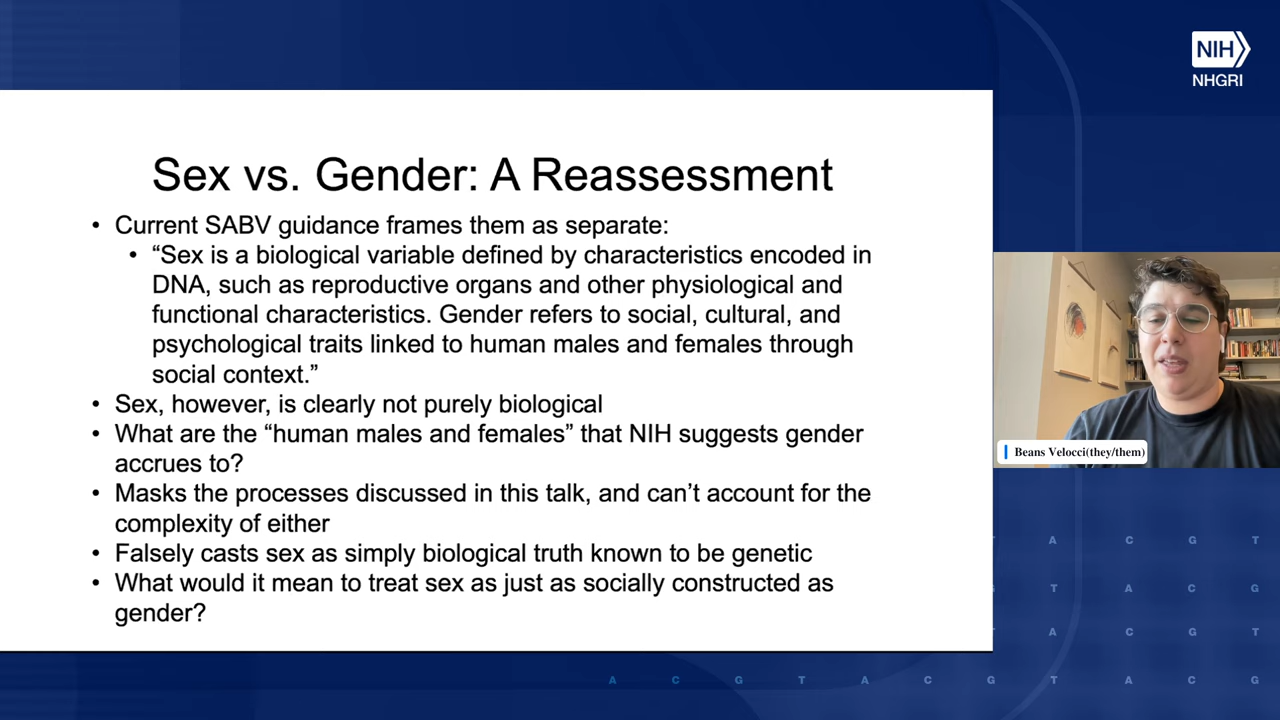 NIH
NHGRI
Sex vs. Gender: A Reassessment
• Current SABV guidance frames them as separate:
• “Sex is a biological variable defined by characteristics encoded in
DNA, such as reproductive organs and other physiological and
functional characteristics. Gender refers to social, cultural, and
psychological traits linked to human males and females through
social context.”
• Sex, however, is clearly not purely biological
• What are the “human males and females” that NIH suggests gender
accrues to?
• Masks the processes discussed in this talk, and can’t account for the
complexity of either
• Falsely casts sex as simply biological truth known to be genetic
• What would it mean to treat sex as just as socially constructed as
gender?
Beans Velocci(they/them)
T A C G T
G T A C G
T A C G T
A C G T A C G T A C G